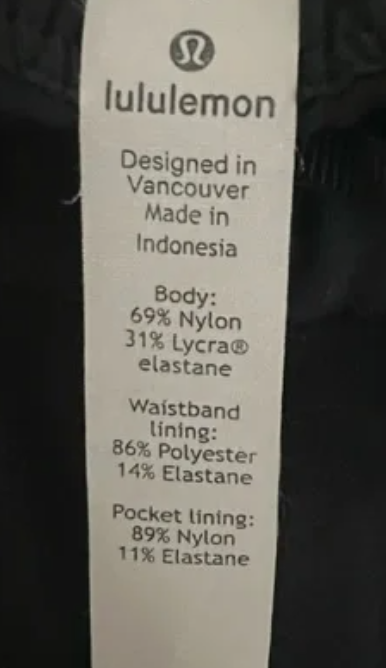 lululemon
Designed in
Vancouver
Made in
Indonesia
Body:
69% Nylon
31% Lycra®
elastane
Waistband
lining:
86% Polyester
14% Elastane
Pocket lining:
89% Nylon
11% Elastane